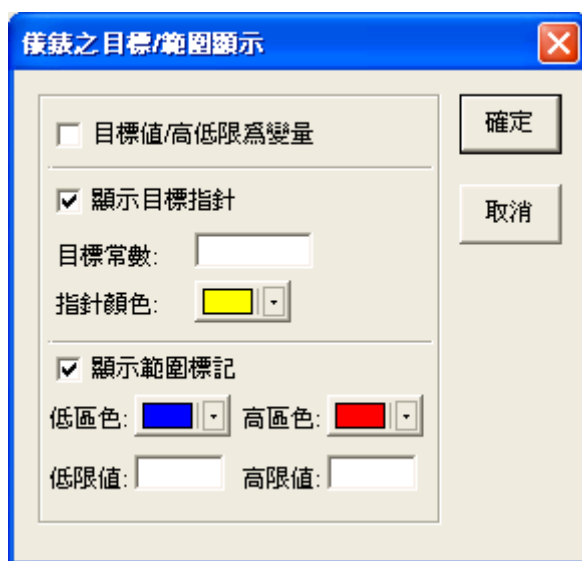 儀錶之目標/範圍顯示
目標值/高低限爲變量
確定
顯示目標指針
取消
目標常數:
指針顏色:
顯示範圍標記
低區色: 高區色:
低限值: 高限值: